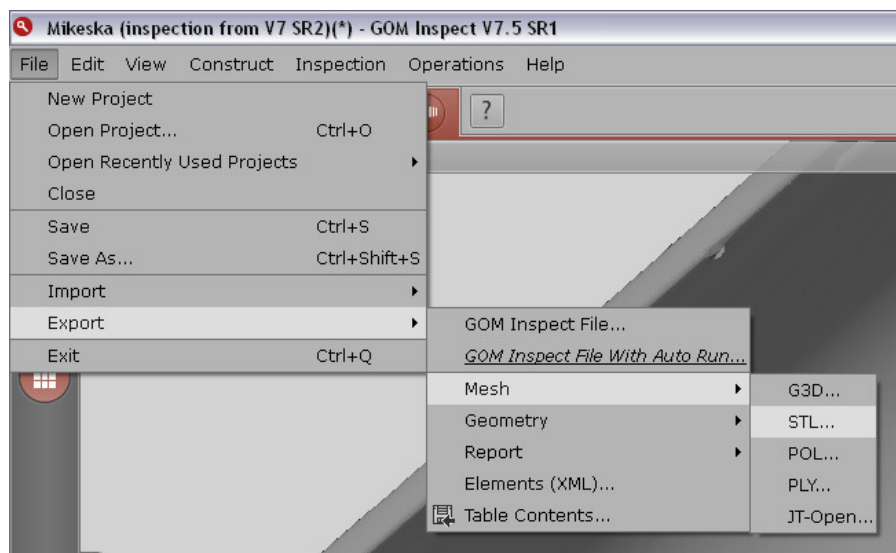 Mikeska (inspection from V7 SR2)(*) - GOM Inspect V7.5 SR1
File Edit View Construct Inspection Operations Help
New Project
Open Project... Ctrl+O
Open Recently Used Projects
Close
Save Ctrl+S
Save As... Ctrl+Shift+S
Import
Export
Exit Ctrl+Q
?
GOM Inspect File...
GOM Inspect File With Auto Run...
Mesh
Geometry
Report
Elements (XML)...
Table Contents...
G3D...
STL...
POL...
PLY...
JT-Open...